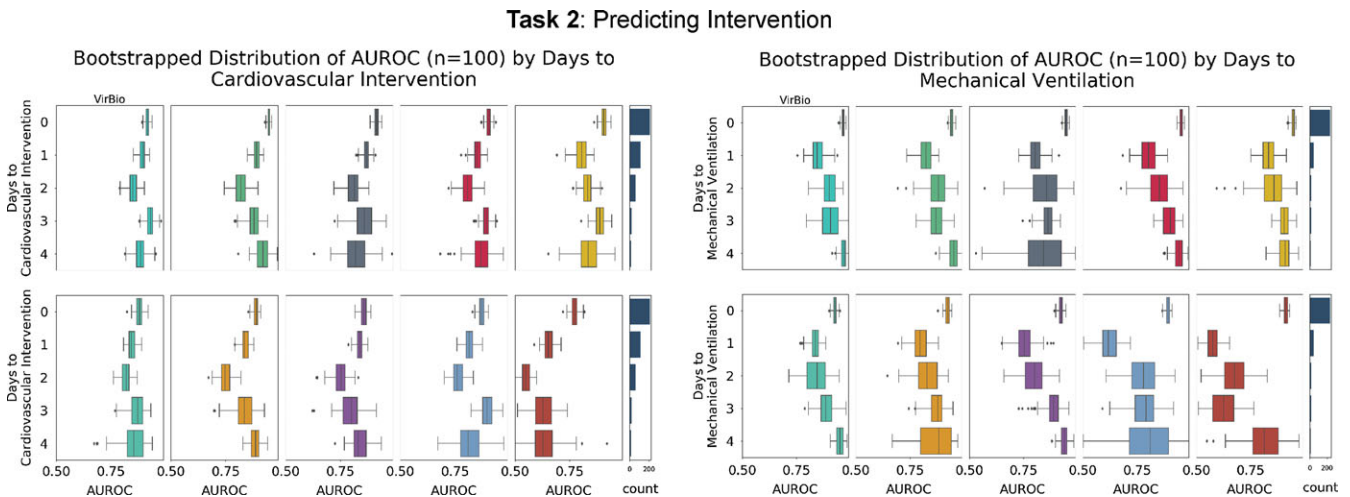 Task 2: Predicting Intervention
Bootstrapped Distribution of AUROC (n=100) by Days to
Cardiovascular Intervention
VirBio
Days to
Cardiovascular Intervention
0
1
2
3
4
Days to
Cardiovascular Intervention
0
1
2
3
4
0.50 0.75 0.50 0.75 0.50 0.75 0.50 0.75 0.50 0.75 0 200
AUROC AUROC AUROC AUROC AUROC count
Bootstrapped Distribution of AUROC (n=100) by Days to
Mechanical Ventilation
VirBio
Days to
Mechanical Ventilation
0
1
2
3
4
Days to
Mechanical Ventilation
0
1
2
3
4
0.50 0.75 0.50 0.75 0.50 0.75 0.50 0.75 0.50 0.75 0 200
AUROC AUROC AUROC AUROC AUROC count